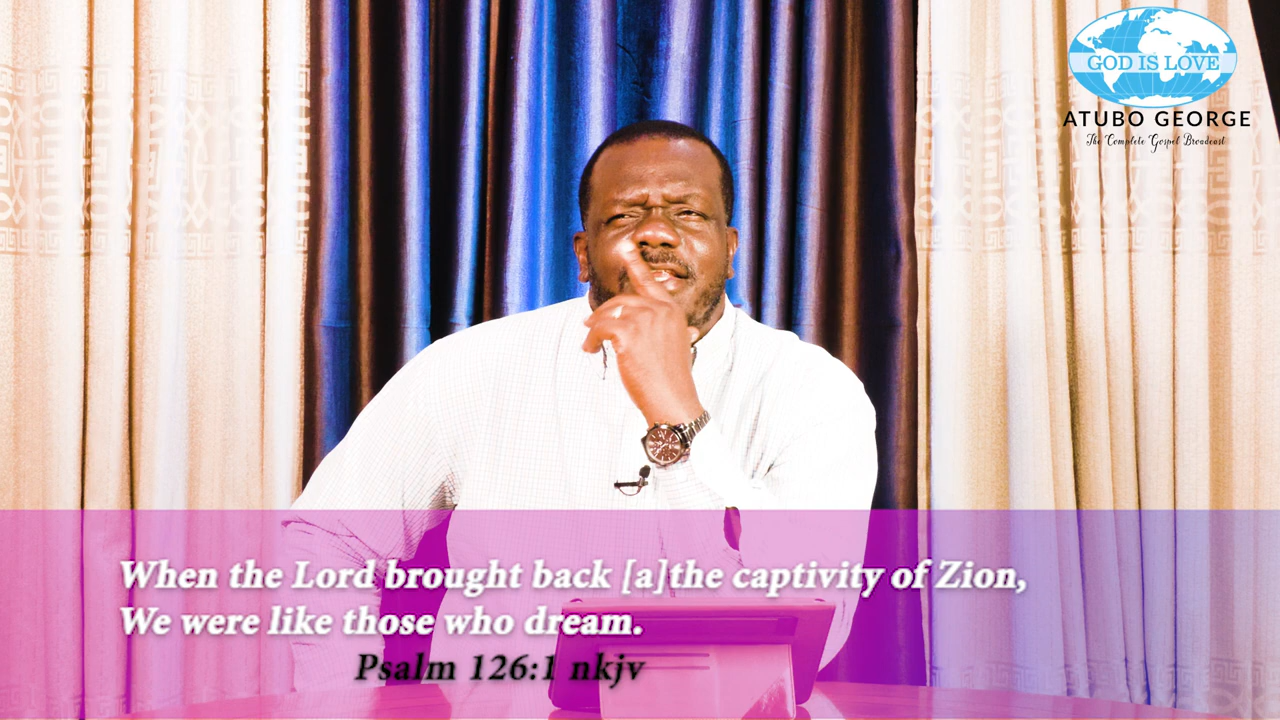 GOD IS LOVE
ATUBO GEORGE
The Complete Gospel Broadcast
When the Lord brought back [a]the captivity of Zion,
We were like those who dream.
Psalm 126:1 nkjv